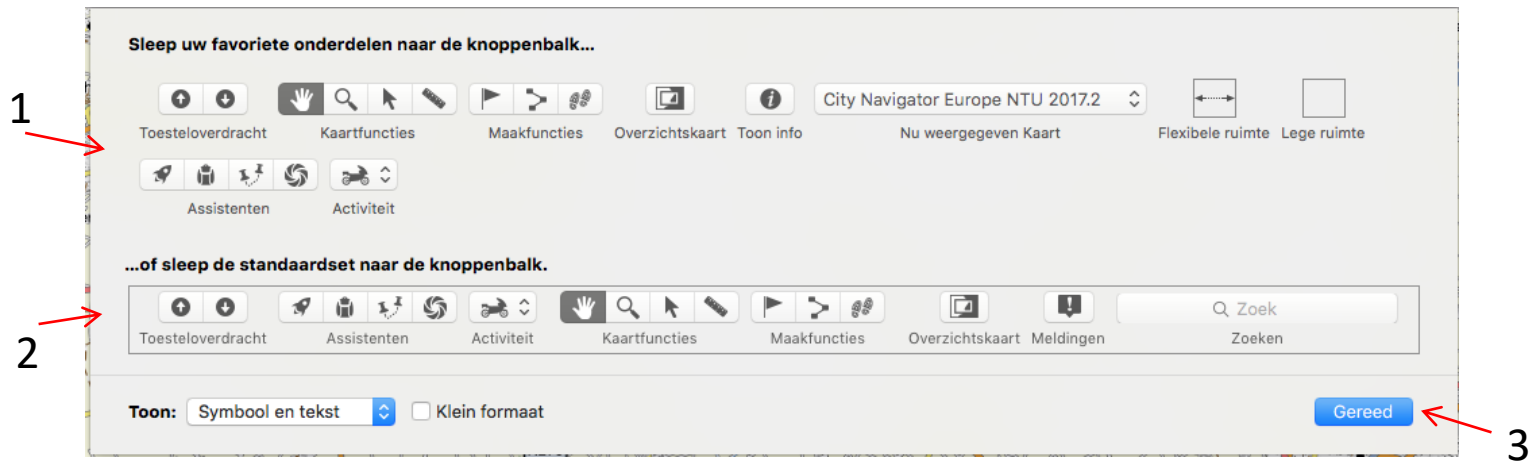 Sleep uw favoriete onderdelen naar de knoppenbalk...
1
City Navigator Europe NTU 2017.2
Toesteloverdracht Kaartfuncties Maakfuncties Overzichtskaart Toon info Nu weergegeven Kaart Flexibele ruimte Lege ruimte
Assistenten Activiteit
...of sleep de standaardset naar de knoppenbalk.
2
Zoek
Toesteloverdracht Assistenten Activiteit Kaartfuncties Maakfuncties Overzichtskaart Meldingen Zoeken
Toon: Symbool en tekst Klein formaat Gereed
3